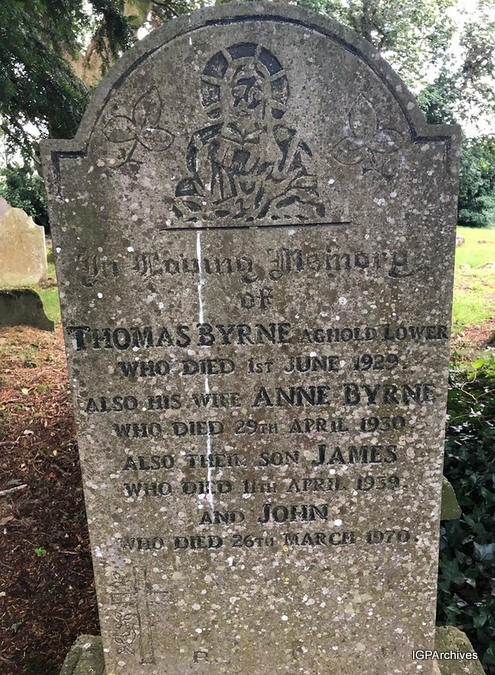 In Loving Memory
of
THOMAS BYRNE AGHOLD LOWER
WHO DIED 1ST JUNE 1929.
ALSO HIS WIFE ANNE BYRNE
WHO DIED 29TH APRIL 1930.
ALSO THEIR SON JAMES
WHO DIED 11TH APRIL 1959.
AND JOHN
WHO DIED 26TH MARCH 1970.
IGPArchives